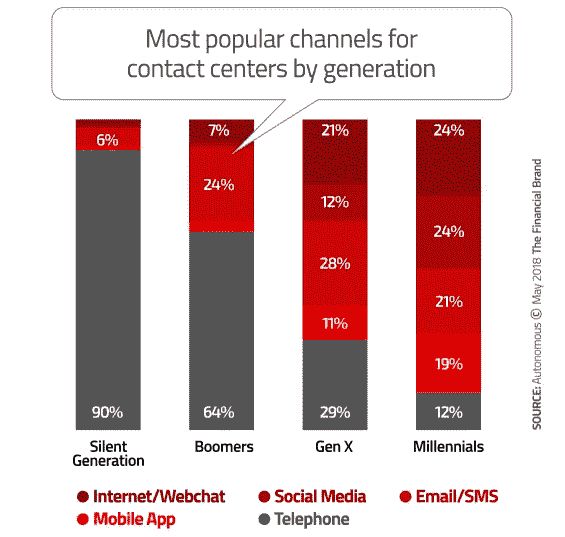 Most popular channels for
contact centers by generation
6%
90%
7%
24%
64%
21%
12%
28%
11%
29%
24%
24%
21%
19%
12%
Silent
Generation
Boomers
Gen X
Millennials
Internet/Webchat
Social Media
Email/SMS
Mobile App
Telephone
SOURCE: Autonomous © May 2018 The Financial Brand